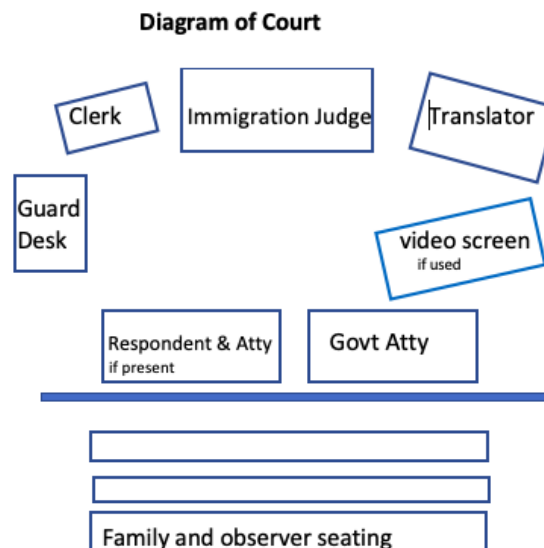 Diagram of Court
Clerk
Immigration Judge
Translator
Guard
Desk
video screen
if used
Respondent & Atty
if present
Govt Atty
Family and observer seating